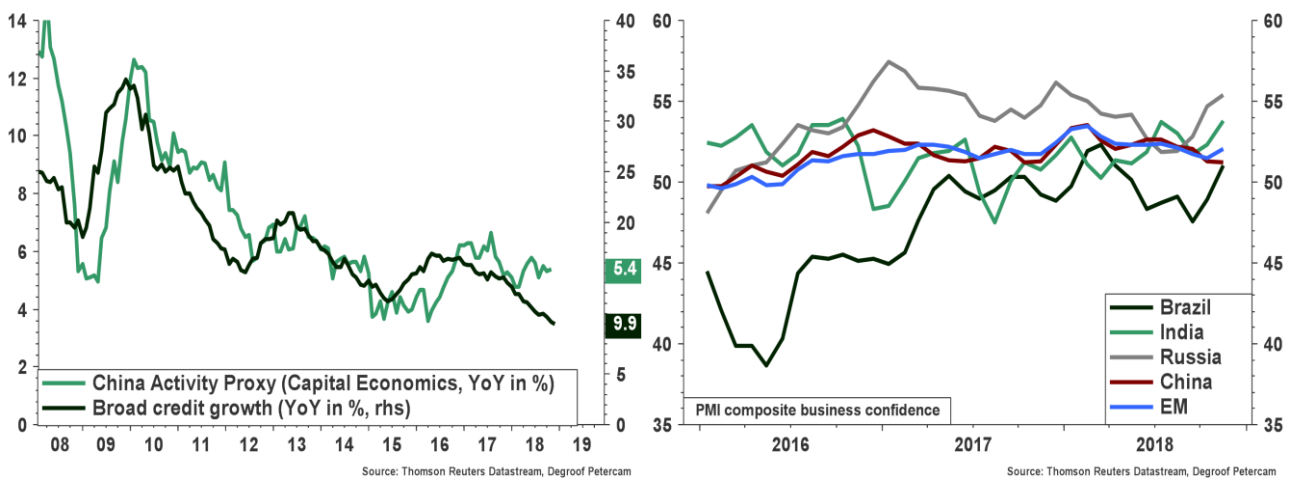 14
12
10
8
6
4
2
0
40
35
30
25
20
15
10
5
0
5.4
9.9
China Activity Proxy (Capital Economics, YoY in %)
Broad credit growth (YoY in %, rhs)
08 09 10 11 12 13 14 15 16 17 18 19
Source: Thomson Reuters Datastream, Degroof Petercam
60
55
50
45
40
35
60
55
50
45
40
35
Brazil
India
Russia
China
EM
PMI composite business confidence
2016 2017 2018
Source: Thomson Reuters Datastream, Degroof Petercam